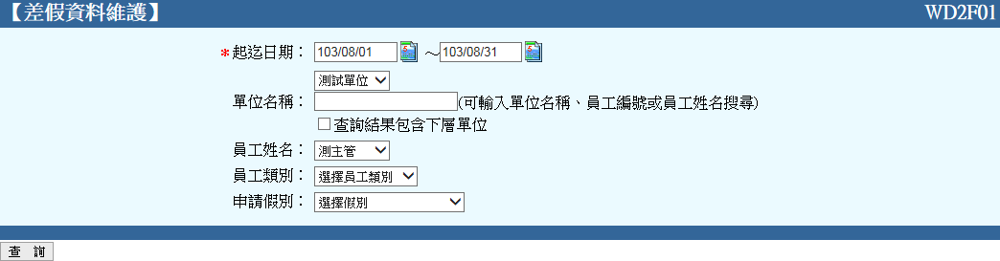 【差假資料維護】 WD2F01
*起迄日期： 103/08/01 ～ 103/08/31
測試單位
單位名稱： (可輸入單位名稱、員工編號或員工姓名搜尋)
查詢結果包含下層單位
員工姓名： 測主管
員工類別： 選擇員工類別
申請假別： 選擇假別
查 詢